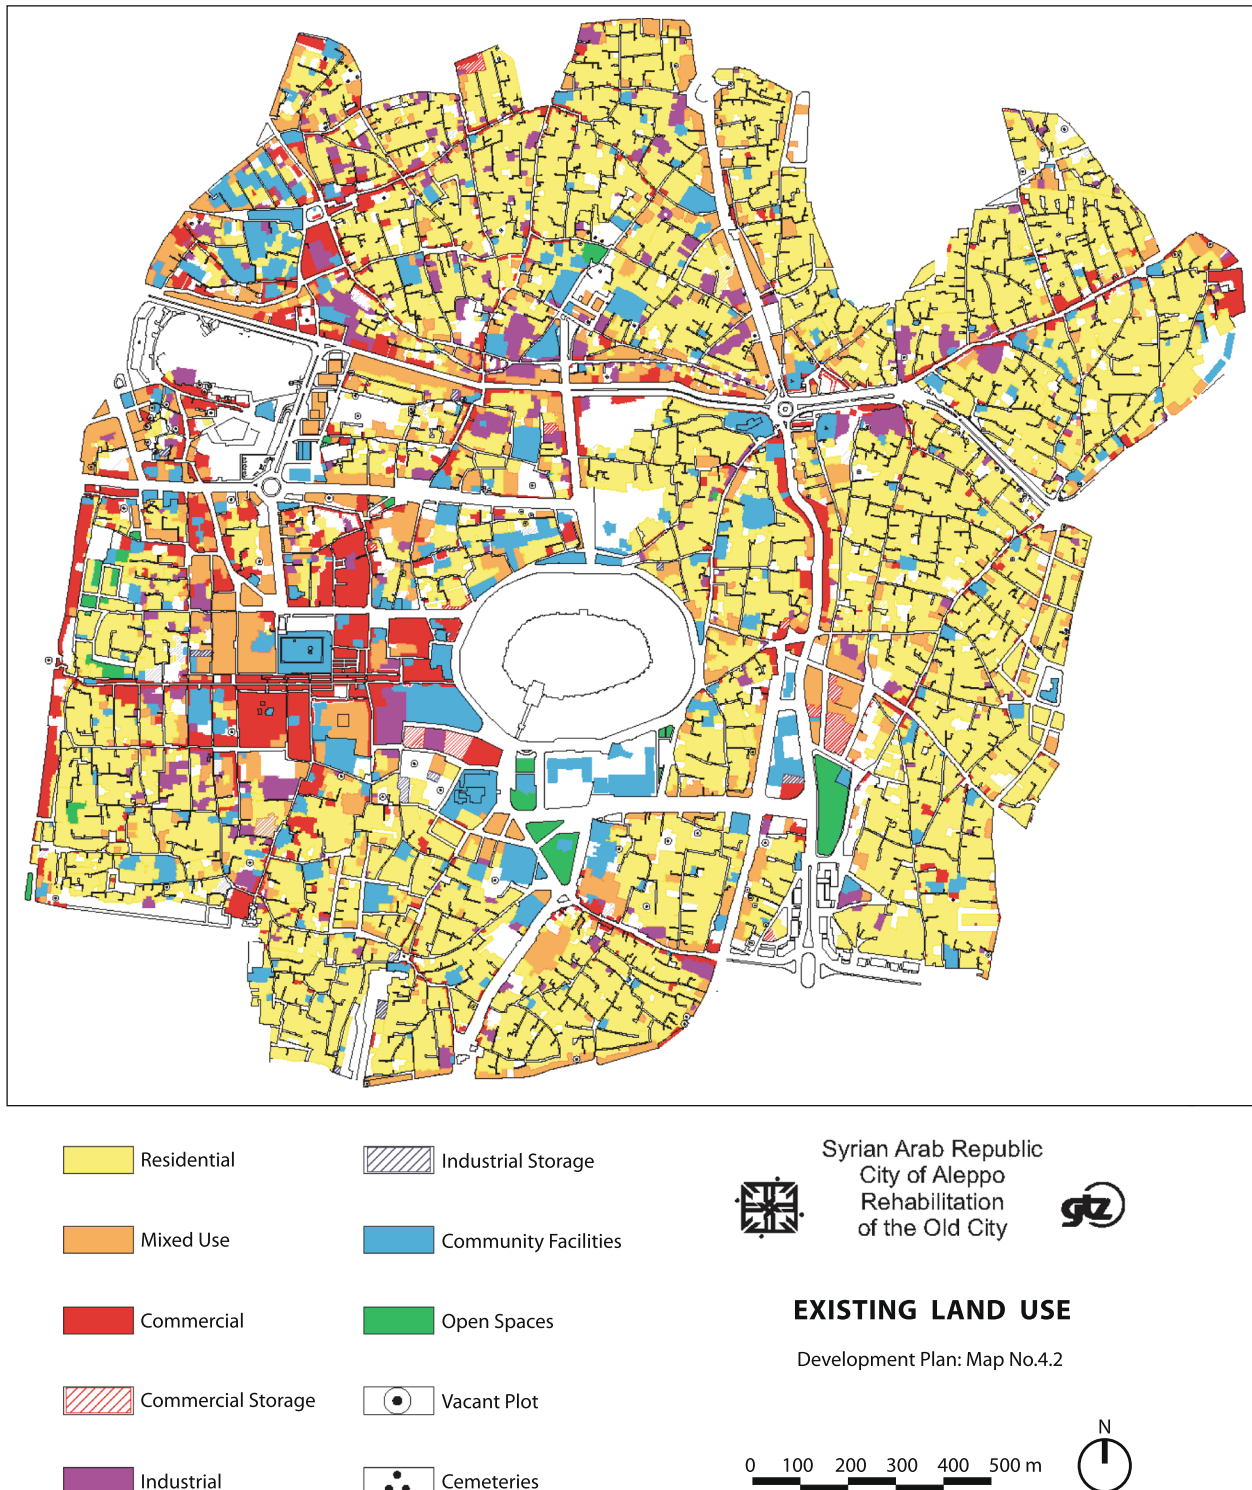 Residential
Mixed Use
Commercial
Commercial Storage
Industrial
Industrial Storage
Community Facilities
Open Spaces
Vacant Plot
Cemeteries
Syrian Arab Republic
City of Aleppo
Rehabilitation
of the Old City
gtz
EXISTING LAND USE
Development Plan: Map No.4.2
N
0 100 200 300 400 500 m